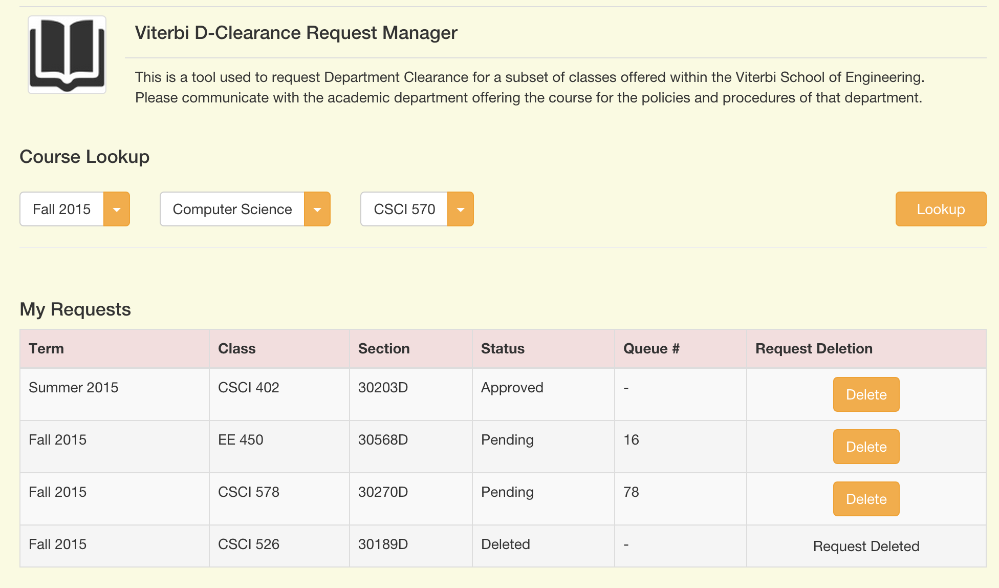 Viterbi D-Clearance Request Manager
This is a tool used to request Department Clearance for a subset of classes offered within the Viterbi School of Engineering.
Please communicate with the academic department offering the course for the policies and procedures of that department.
Course Lookup
Fall 2015 Computer Science CSCI 570 Lookup
My Requests
Term Class Section Status Queue # Request Deletion
Summer 2015 CSCI 402 30203D Approved - Delete
Fall 2015 EE 450 30568D Pending 16 Delete
Fall 2015 CSCI 578 30270D Pending 78 Delete
Fall 2015 CSCI 526 30189D Deleted - Request Deleted